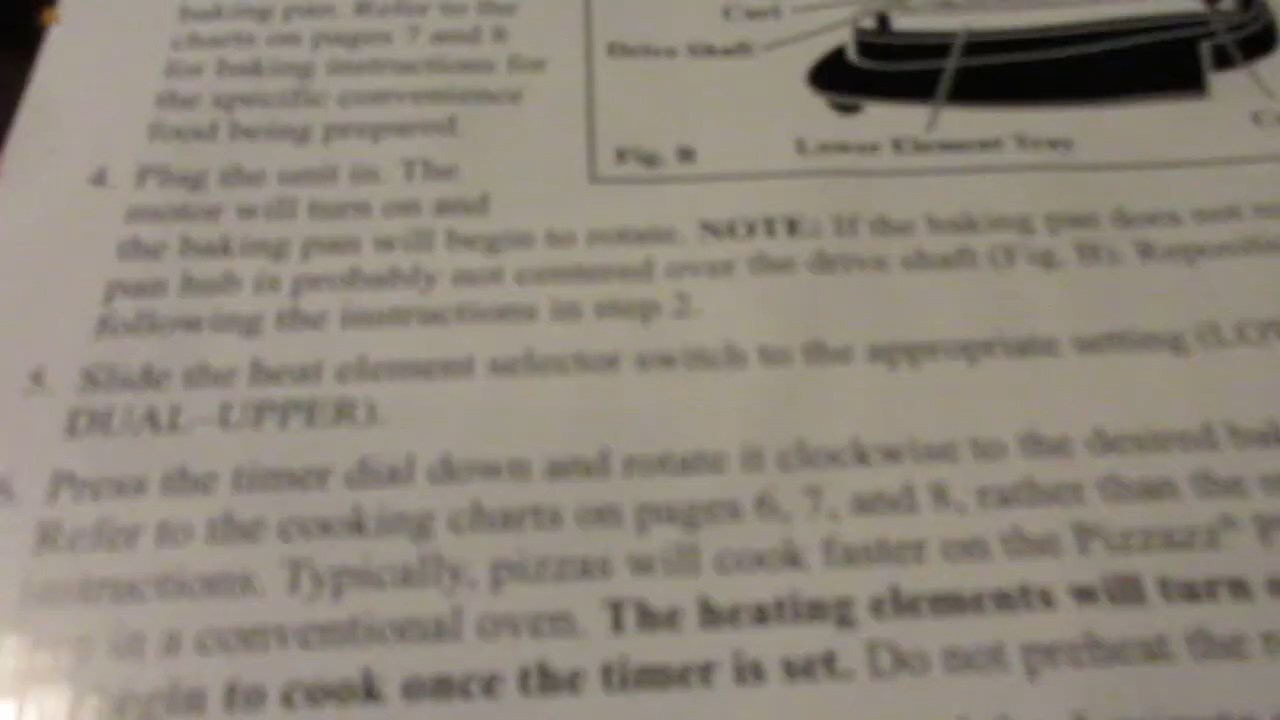 baking pan. Refer to the
charts on pages 7 and 8
for baking instructions for
the specific convenience
food being prepared.
Drive Shaft
Lower Element Tray
Fig. B
4. Plug the unit in. The
motor will turn on and
the baking pan will begin to rotate. NOTE: If the baking pan does not
pan hub is probably not centered over the drive shaft (Fig. B).
following the instructions in step 2.
5. Slide the heat element selector switch to the appropriate setting
DUAL–UPPER).
Press the timer dial down and rotate it clockwise to the desired
Refer to the cooking charts on pages 6, 7, and 8, rather than the
instructions. Typically, pizzas will cook faster on the Pizzazz®
in a conventional oven. The heating elements will turn
to cook once the timer is set. Do not preheat the